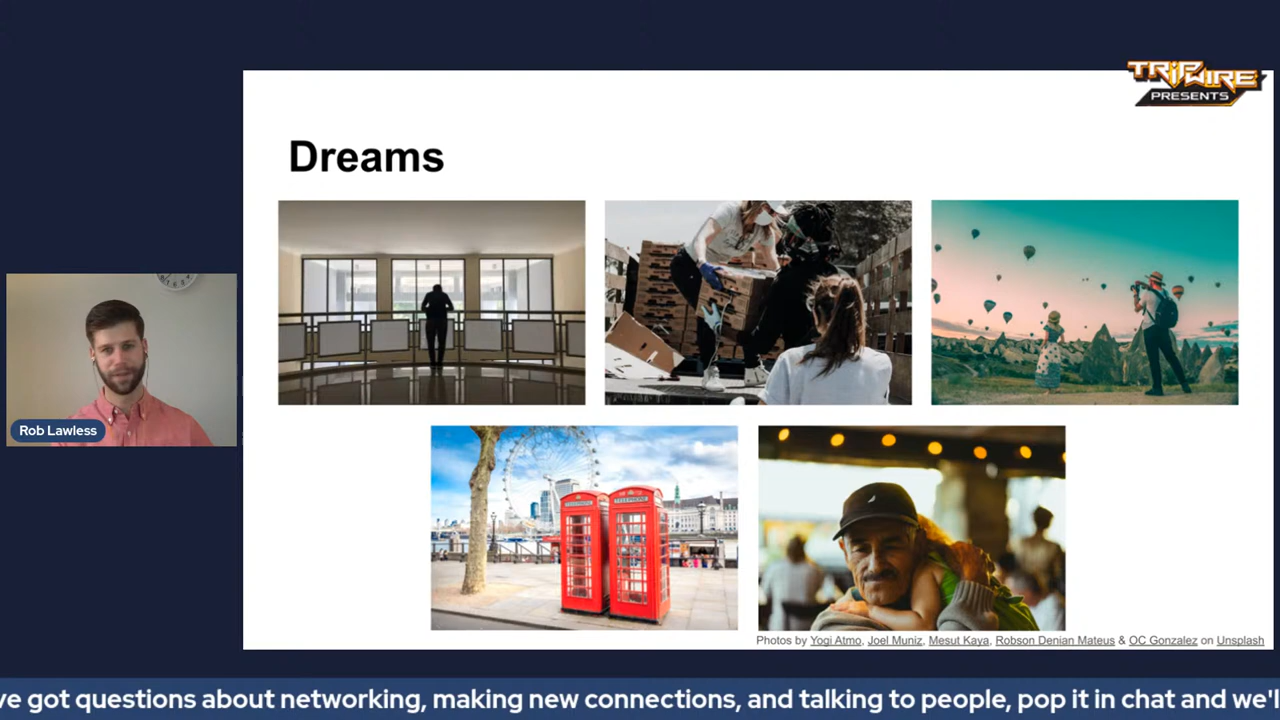 TRIPWIRE
PRESENTS
Dreams
Rob Lawless
TELEPHONE
TELEPHONE
Photos by Yogi Atmo, Joel Muniz, Mesut Kaya, Robson Denian Mateus & OC Gonzalez on Unsplash
ve got questions about networking, making new connections, and talking to people, pop it in chat and we'l